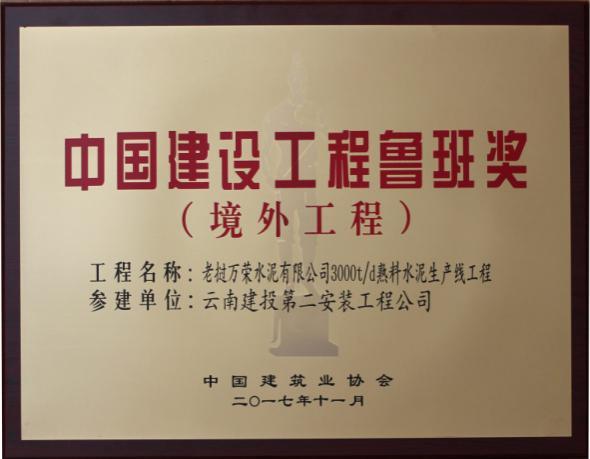 中国建设工程鲁班奖
（境外工程）
工程名称：老挝万荣水泥有限公司3000t/d熟料水泥生产线工程
参建单位：云南建投第二安装工程公司
中国建筑业协会
二〇一七年十一月